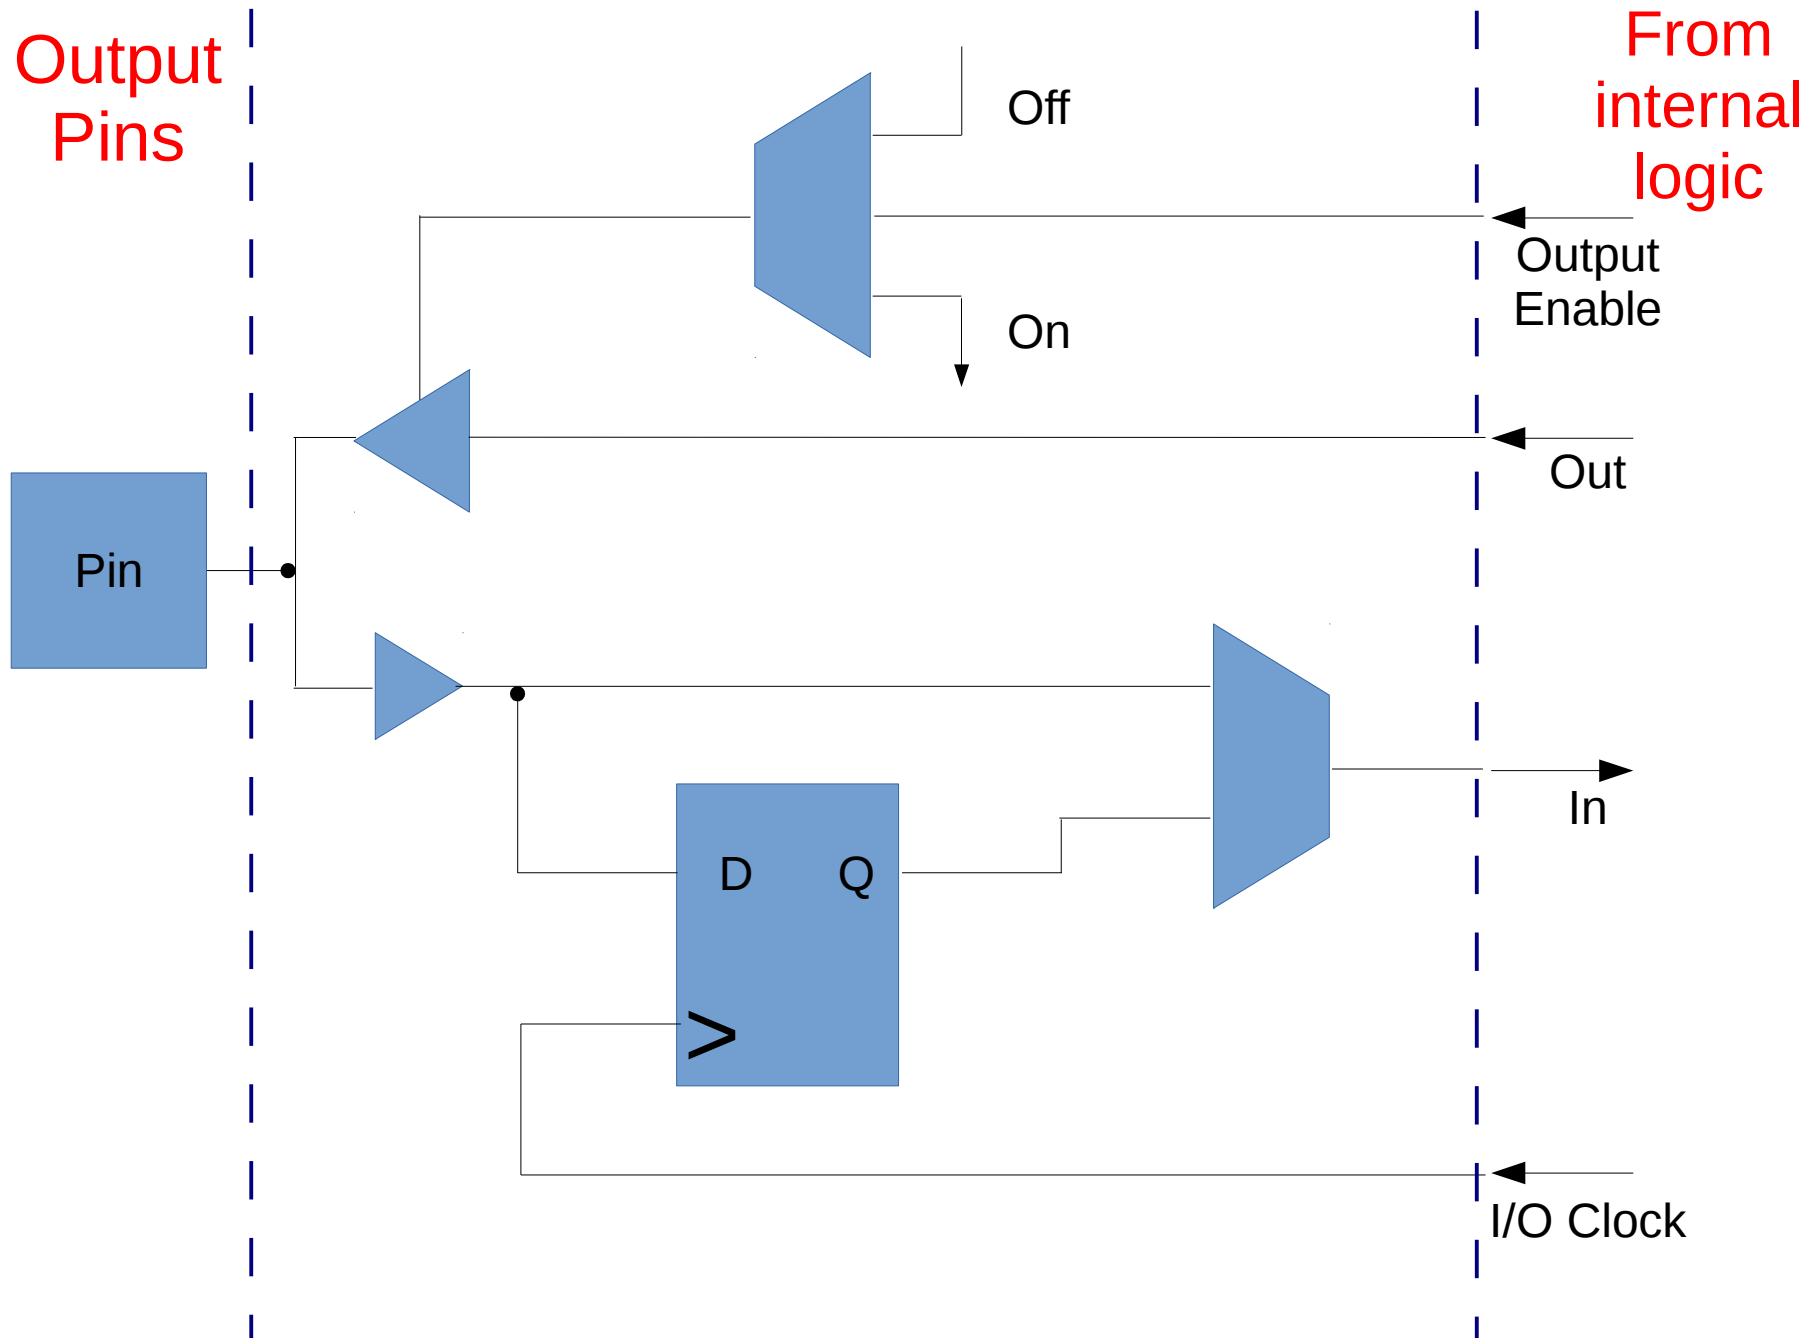 Output
Pins
From
internal
logic
Off
Output
Enable
On
Out
Pin
In
D Q
>
I/O Clock